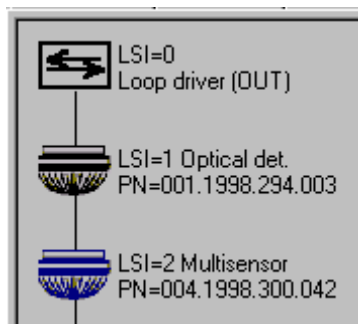 LSI=0
Loop driver (OUT)
LSI=1 Optical det.
PN=001.1998.294.003
LSI=2 Multisensor
PN=004.1998.300.042